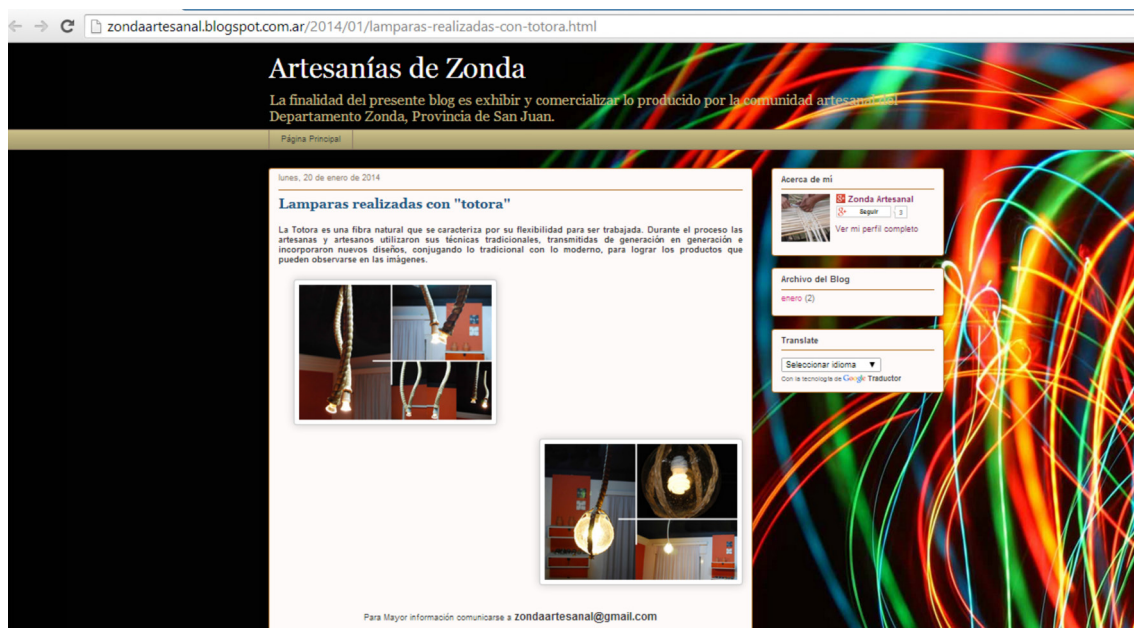 zondaartesanal.blogspot.com.ar/2014/01/lamparas-realizadas-con-totora.html
Artesanías de Zonda
La finalidad del presente blog es exhibir y comercializar lo producido por la comunidad artesanal del
Departamento Zonda, Provincia de San Juan.
Página Principal
lunes, 20 de enero de 2014
Lamparas realizadas con "totora"
La Totora es una fibra natural que se caracteriza por su flexibilidad para ser trabajada. Durante el proceso las
artesanas y artesanos utilizaron sus técnicas tradicionales, transmitidas de generación en generación e
incorporaron nuevos diseños, conjugando lo tradicional con lo moderno, para lograr los productos que
pueden observarse en las imágenes.
Para Mayor información comunicarse a zondaartesanal@gmail.com
Acerca de mí
Zonda Artesanal
Seguir 3
Ver mi perfil completo
Archivo del Blog
enero (2)
Translate
Seleccionar idioma
Con la tecnología de Google Traductor